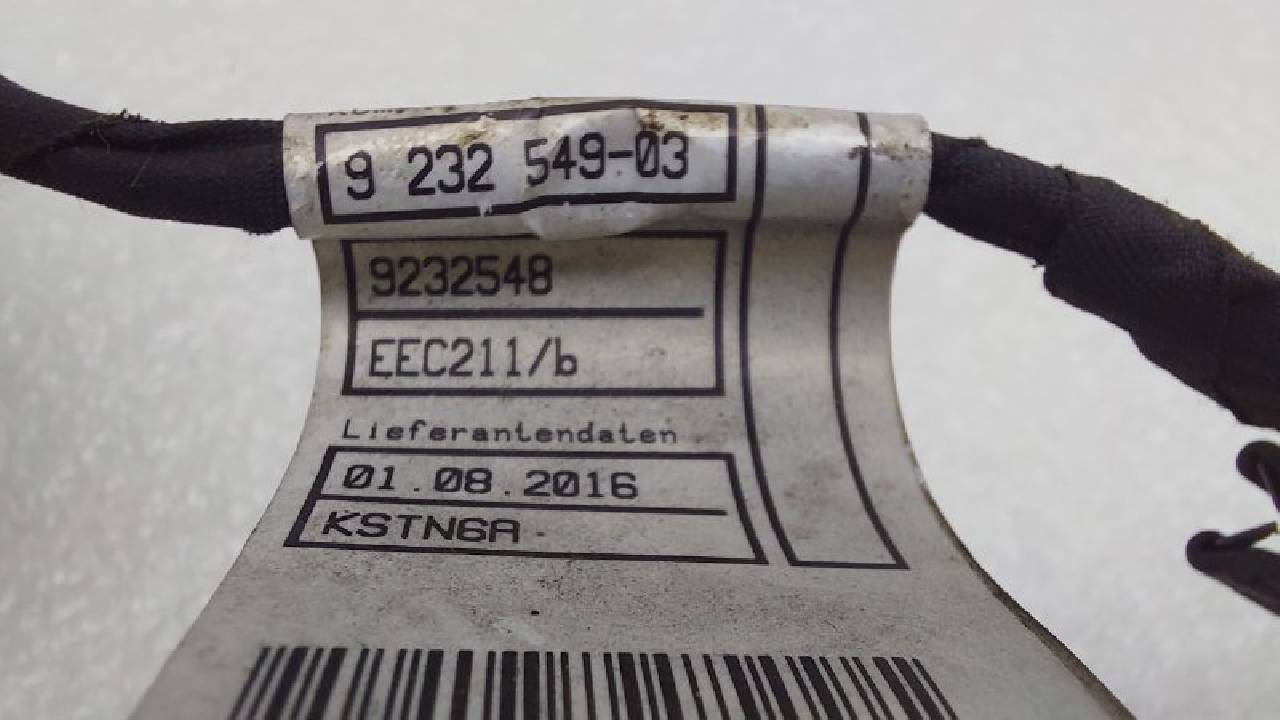 9 232 549-03
9232548
EEC211/b
Lieferantendaten
01.08.2016
KSTN6A